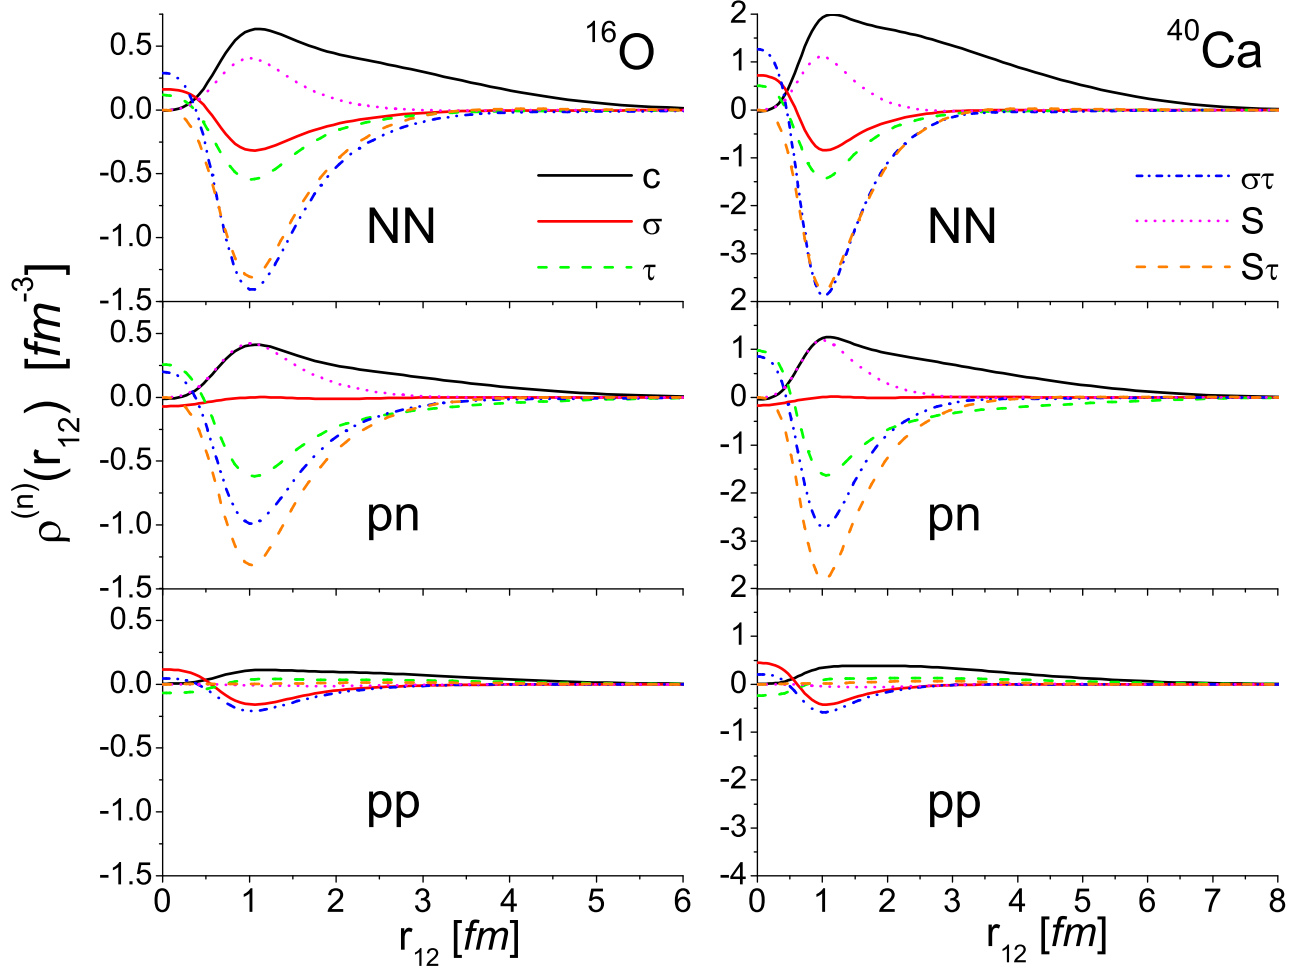 ρ(n)(r12) [fm-3]
16O
0.5
0.0
-0.5
-1.0
-1.5
c
σ
τ
NN
40Ca
2
1
0
-1
-2
-3
2
στ
S
Sτ
NN
0.5
0.0
-0.5
-1.0
-1.5
pn
1
0
-1
-2
-3
2
pn
0.5
0.0
-0.5
-1.0
-1.5
pp
0 1 2 3 4 5 6
r12 [fm]
1
0
-1
-2
-3
-4
pp
0 1 2 3 4 5 6 7 8
r12 [fm]